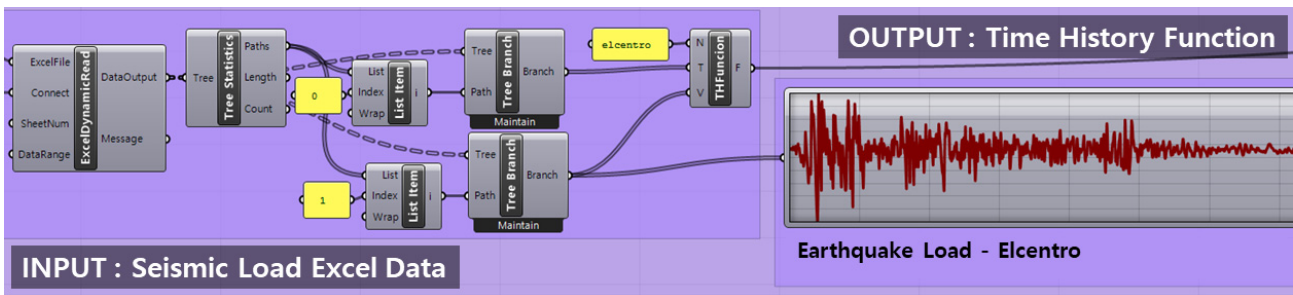 ExcelFile
Connect
SheetNum
DataRange
ExcelDynamicRead
DataOutput
Message
Tree
Tree Statistics
Paths
Length
Count
0
List
Index
Wrap
List Item
i
Tree
Path
Tree Branch
Branch
Maintain
1
List
Index
Wrap
List Item
i
Tree
Path
Tree Branch
Branch
Maintain
elcentro
N
T
V
THFunction
F
OUTPUT : Time History Function
Earthquake Load - Elcentro
INPUT : Seismic Load Excel Data